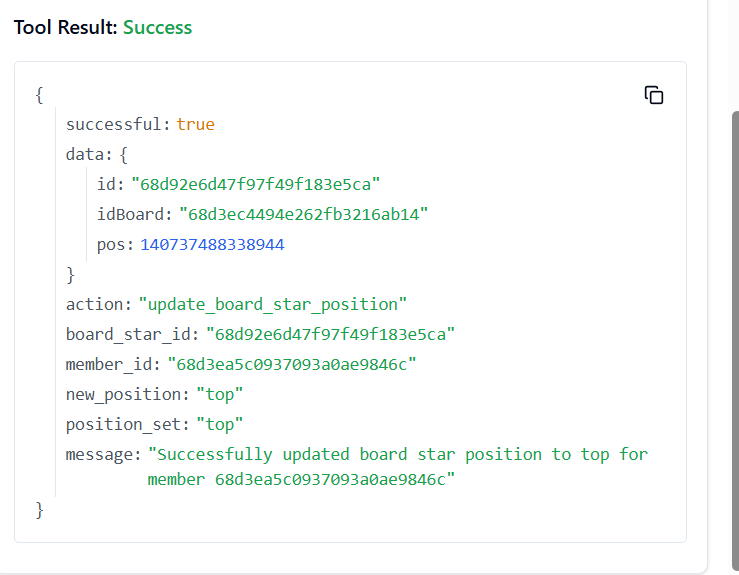 Tool Result: Success
{
successful: true
data: {
id: "68d92e6d47f97f49f183e5ca"
idBoard: "68d3ec4494e262fb3216ab14"
pos: 140737488338944
}
action: "update_board_star_position"
board_star_id: "68d92e6d47f97f49f183e5ca"
member_id: "68d3ea5c0937093a0ae9846c"
new_position: "top"
position_set: "top"
message: "Successfully updated board star position to top for
member 68d3ea5c0937093a0ae9846c"
}